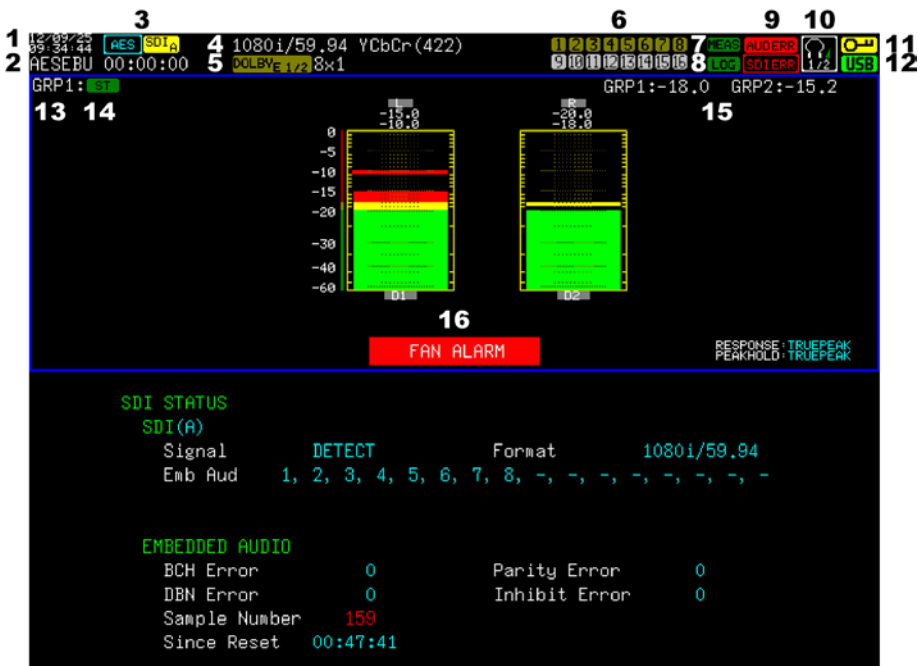 3 6 9 10
1 12/09/25 AES SDI A 4 1080i/59.94 YCbCr(422) 1 2 3 4 5 6 7 8 7 MEAS AUDERR 11
09:34:44
2 AESEBU 00:00:00 5 DOLBY E 1/2 8x1 9 10 11 12 13 14 15 16 8 LOG SDIERR 1/2 USB 12
GRP1: ST GRP1:-18.0 GRP2:-15.2
13 14 15
L R
-15.0 -20.0
-10.0 -18.0
0
-5
-10
-15
-20
-30
-40
-60
D1 D2
16
FAN ALARM
RESPONSE:TRUEPEAK
PEAKHOLD:TRUEPEAK
SDI STATUS
SDI(A)
Signal DETECT Format 1080i/59.94
Emb Aud 1, 2, 3, 4, 5, 6, 7, 8, -, -, -, -, -, -, -, -
EMBEDDED AUDIO
BCH Error 0 Parity Error 0
DBN Error 0 Inhibit Error 0
Sample Number 159
Since Reset 00:47:41